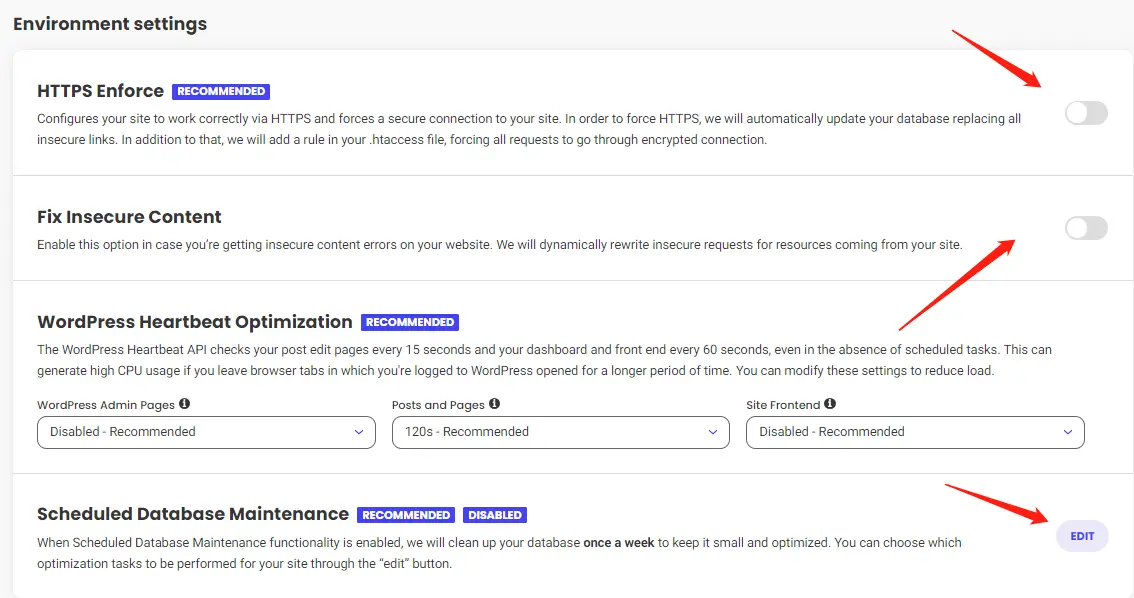 Environment settings
HTTPS Enforce RECOMMENDED
Configures your site to work correctly via HTTPS and forces a secure connection to your site. In order to force HTTPS, we will automatically update your database replacing all
insecure links. In addition to that, we will add a rule in your .htaccess file, forcing all requests to go through encrypted connection.
Fix Insecure Content
Enable this option in case you're getting insecure content errors on your website. We will dynamically rewrite insecure requests for resources coming from your site.
WordPress Heartbeat Optimization RECOMMENDED
The WordPress Heartbeat API checks your post edit pages every 15 seconds and your dashboard and front end every 60 seconds, even in the absence of scheduled tasks. This can
generate high CPU usage if you leave browser tabs in which you're logged to WordPress opened for a longer period of time. You can modify these settings to reduce load.
WordPress Admin Pages Posts and Pages Site Frontend
Disabled - Recommended 120s - Recommended Disabled - Recommended
Scheduled Database Maintenance RECOMMENDED DISABLED
When Scheduled Database Maintenance functionality is enabled, we will clean up your database once a week to keep it small and optimized. You can choose which
optimization tasks to be performed for your site through the “edit” button.
EDIT